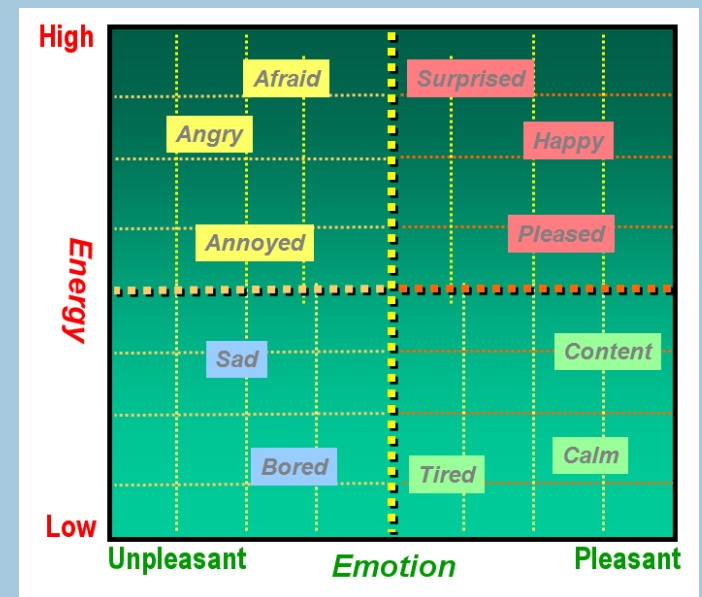 High
Afraid
Surprised
Angry
Happy
Annoyed
Pleased
Energy
Sad
Content
Bored
Tired
Calm
Low
Unpleasant
Emotion
Pleasant